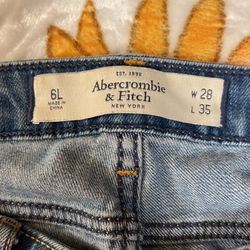 EST. 1892
6L
MADE IN
CHINA
Abercrombie
& Fitch
NEW YORK
W 28
L 35